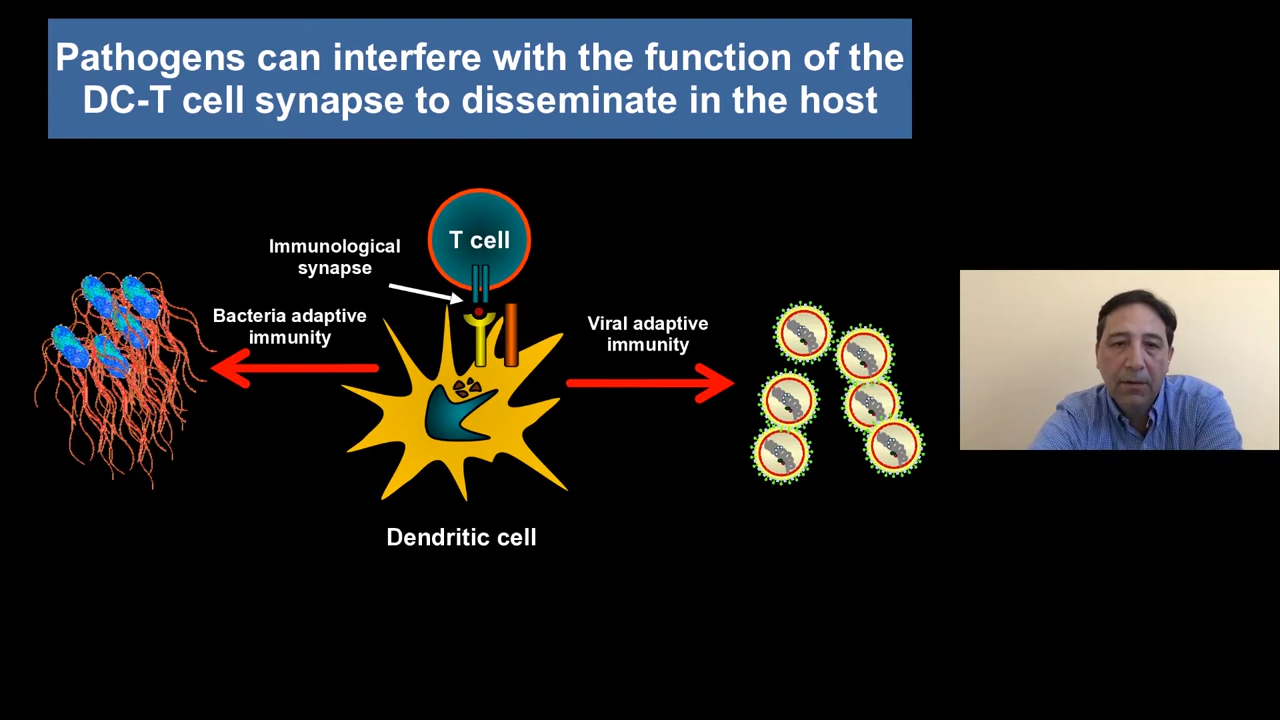 Pathogens can interfere with the function of the
DC-T cell synapse to disseminate in the host
T cell
Immunological
synapse
Bacteria adaptive
immunity
Viral adaptive
immunity
Dendritic cell